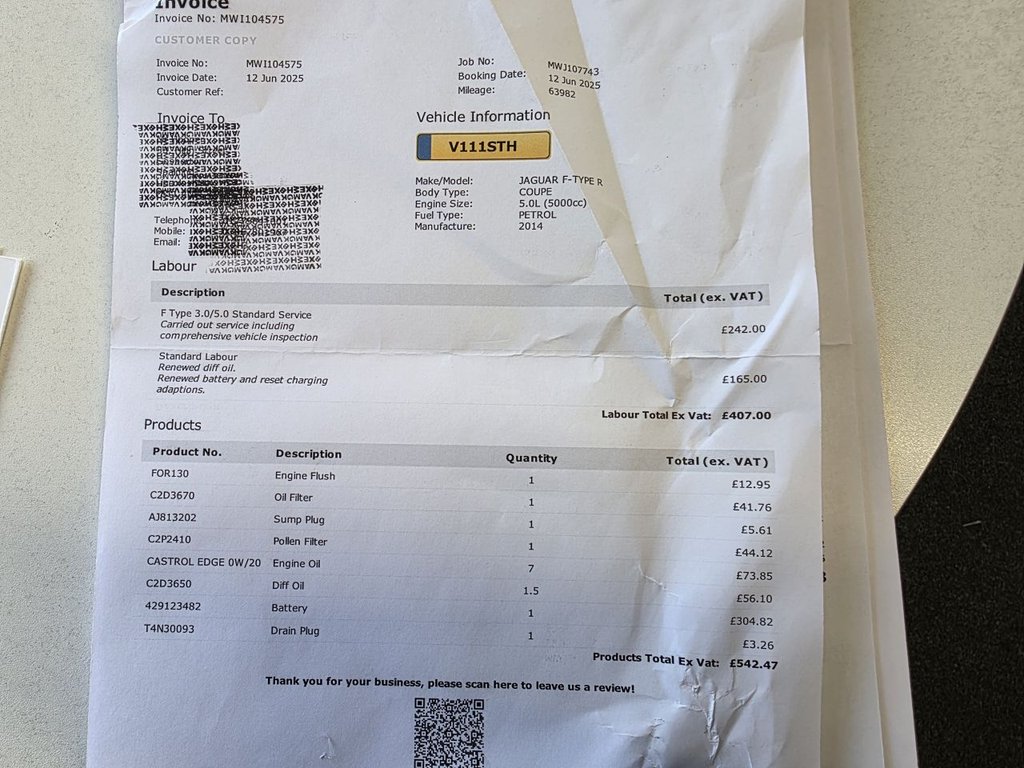 Invoice
Invoice No: MWI104575
CUSTOMER COPY
Invoice No: MWI104575
Invoice Date: 12 Jun 2025
Customer Ref:
Job No: MWJ107743
Booking Date: 12 Jun 2025
Mileage: 63982
Invoice To
Telepho
Mobile:
Email:
Vehicle Information
V111STH
Make/Model: JAGUAR F-TYPE R
Body Type: COUPE
Engine Size: 5.0L (5000cc)
Fuel Type: PETROL
Manufacture: 2014
Labour
Description Total (ex. VAT)
F Type 3.0/5.0 Standard Service £242.00
Carried out service including
comprehensive vehicle inspection
Standard Labour £165.00
Renewed diff oil.
Renewed battery and reset charging
adaptions.
Labour Total Ex Vat: £407.00
Products
Product No. Description Quantity Total (ex. VAT)
FOR130 Engine Flush 1 £12.95
C2D3670 Oil Filter 1 £41.76
AJ813202 Sump Plug 1 £5.61
C2P2410 Pollen Filter 1 £44.12
CASTROL EDGE 0W/20 Engine Oil 7 £73.85
C2D3650 Diff Oil 1.5 £56.10
429123482 Battery 1 £304.82
T4N30093 Drain Plug 1 £3.26
Products Total Ex Vat: £542.47
Thank you for your business, please scan here to leave us a review!